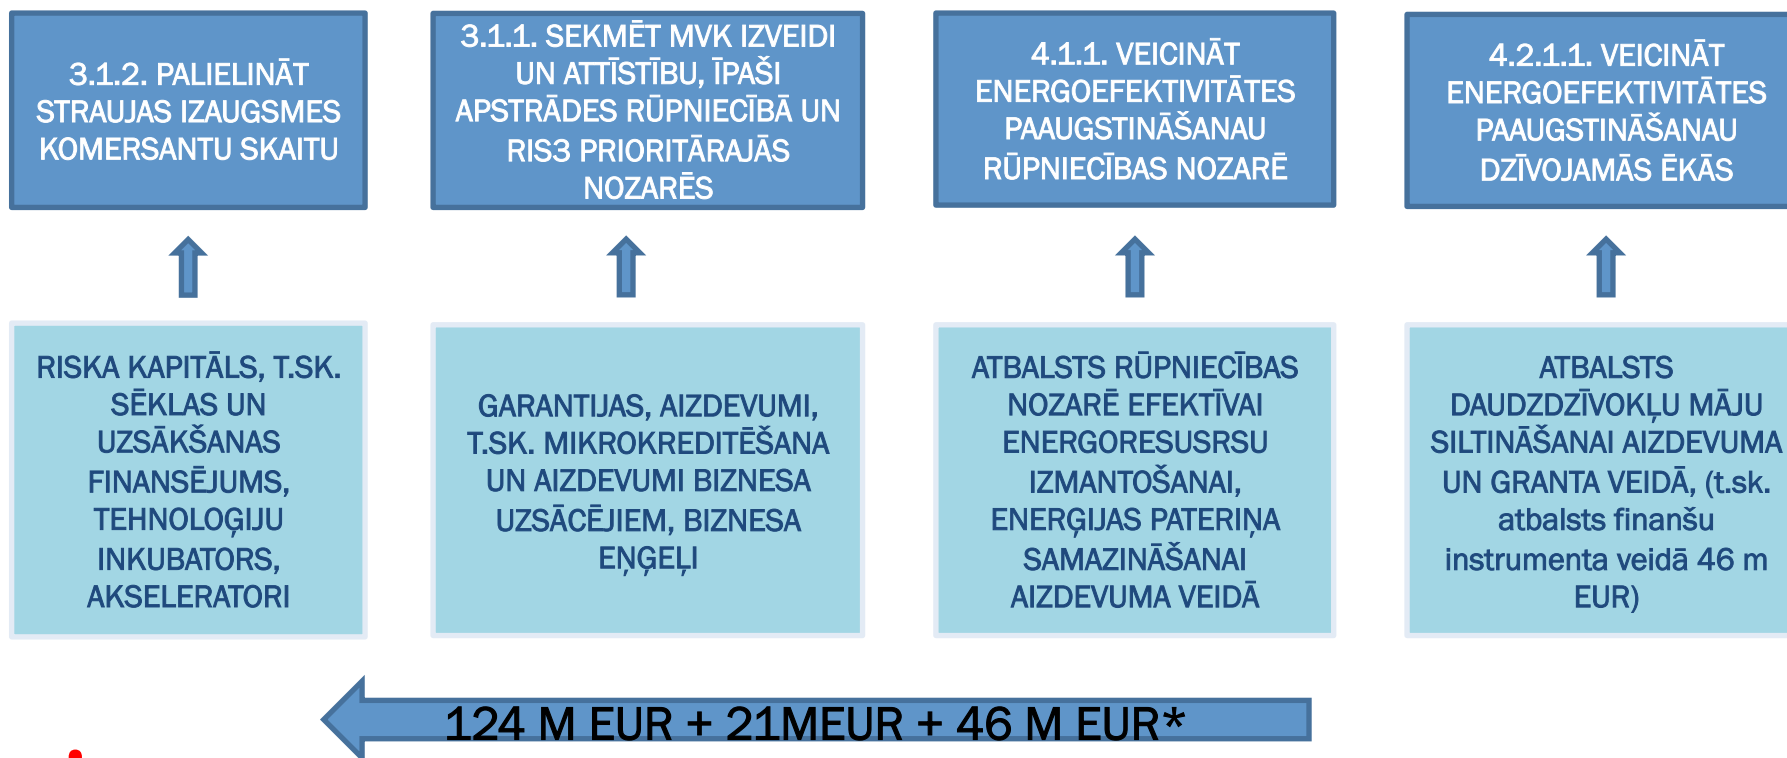 3.1.2. PALIELINĀT
STRAUJAS IZAUGSMES
KOMERSANTU SKAITU
3.1.1. SEKMĒT MVK IZVEIDI
UN ATTĪSTĪBU, ĪPAŠI
APSTRĀDES RŪPNIECĪBĀ UN
RIS3 PRIORITĀRAJĀS
NOZARĒS
4.1.1. VEICINĀT
ENERGOEFEKTIVITĀTES
PAAUGSTINĀŠANAU
RŪPNIECĪBAS NOZARĒ
4.2.1.1. VEICINĀT
ENERGOEFEKTIVITĀTES
PAAUGSTINĀŠANAU
DZĪVOJAMĀS ĒKĀS
RISKA KAPITĀLS, T.SK.
SĒKLAS UN
UZSĀKŠANAS
FINANSĒJUMS,
TEHNOLOĢIJU
INKUBATORS,
AKSELERATORI
GARANTIJAS, AIZDEVUMI,
T.SK. MIKROKREDITĒŠANA
UN AIZDEVUMI BIZNESA
UZSĀCĒJIEM, BIZNESA
EŅĢEĻI
ATBALSTS RŪPNIECĪBAS
NOZARĒ EFEKTĪVAI
ENERGORESUSRSU
IZMANTOŠANAI,
ENERĢIJAS PATERIŅA
SAMAZINĀŠANAI
AIZDEVUMA VEIDĀ
ATBALSTS
DAUDZDZĪVOKĻU MĀJU
SILTINĀŠANAI AIZDEVUMA
UN GRANTA VEIDĀ, (t.sk.
atbalsts finanšu
instrumenta veidā 46 m
EUR)
124 M EUR + 21MEUR + 46 M EUR*